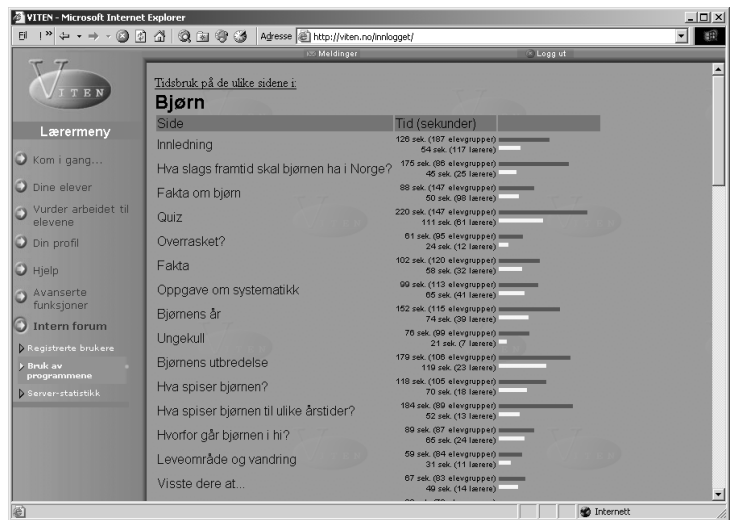 VITEN - Microsoft Internet Explorer
Adresse http://viten.no/innlogget/
Meldinger Logg ut
VITEN
Lærermeny
Kom i gang...
Dine elever
Vurder arbeidet til
elevene
Din profil
Hjelp
Avanserte
funksjoner
Intern forum
Registrerte brukere
Bruk av
programmene
Server-statistikk
Tidsbruk på de ulike sidene i:
Bjørn
Side Tid (sekunder)
Innledning 126 sek. (187 elevgrupper)
54 sek. (117 lærere)
Hva slags framtid skal bjørnen ha i Norge? 175 sek. (86 elevgrupper)
45 sek. (25 lærere)
Fakta om bjørn 88 sek. (147 elevgrupper)
50 sek. (98 lærere)
Quiz 220 sek. (147 elevgrupper)
111 sek. (61 lærere)
Overrasket? 61 sek. (95 elevgrupper)
24 sek. (12 lærere)
Fakta 102 sek. (120 elevgrupper)
58 sek. (32 lærere)
Oppgave om systematikk 99 sek. (113 elevgrupper)
65 sek. (41 lærere)
Bjørnens år 152 sek. (115 elevgrupper)
74 sek. (39 lærere)
Ungekull 76 sek. (99 elevgrupper)
21 sek. (7 lærere)
Bjørnens utbredelse 179 sek. (106 elevgrupper)
119 sek. (23 lærere)
Hva spiser bjørnen? 118 sek. (105 elevgrupper)
70 sek. (18 lærere)
Hva spiser bjørnen til ulike årstider? 184 sek. (89 elevgrupper)
52 sek. (13 lærere)
Hvorfor går bjørnen i hi? 89 sek. (87 elevgrupper)
65 sek. (24 lærere)
Leveområde og vandring 59 sek. (84 elevgrupper)
31 sek. (11 lærere)
Visste dere at... 67 sek. (83 elevgrupper)
49 sek. (14 lærere)
Internett